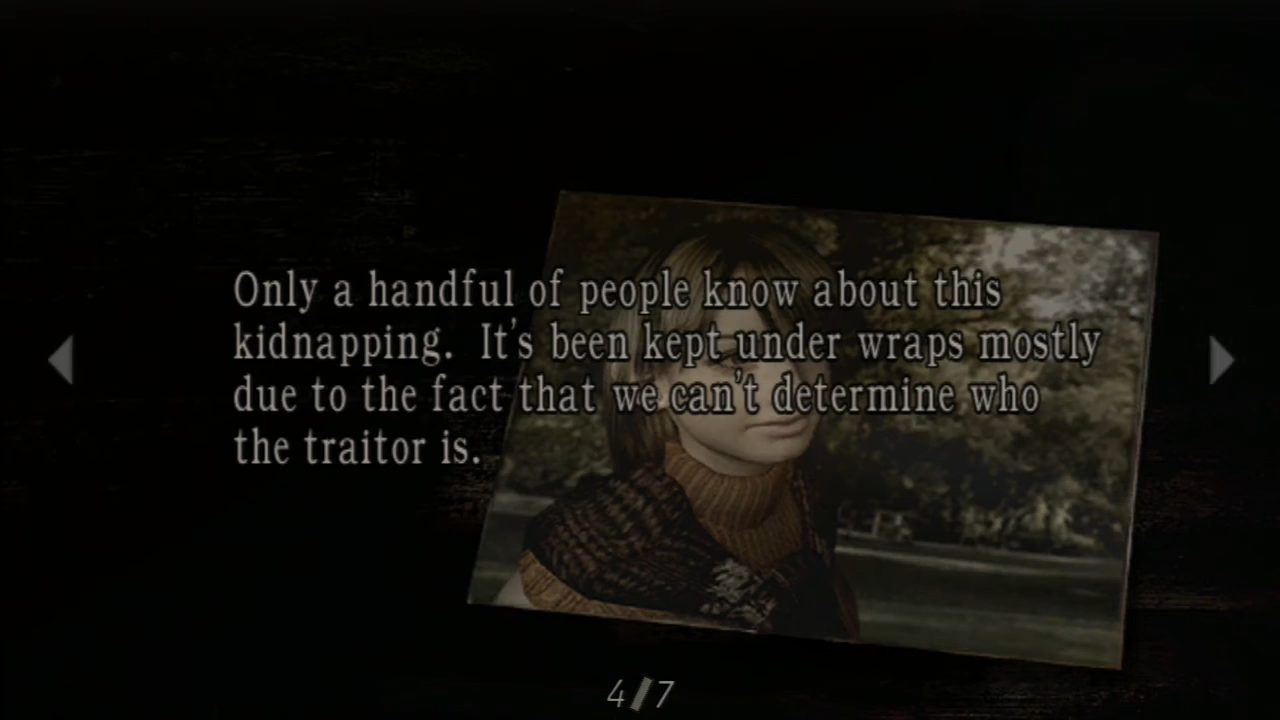 Only a handful of people know about this
kidnapping. It's been kept under wraps mostly
due to the fact that we can't determine who
the traitor is.
4/7